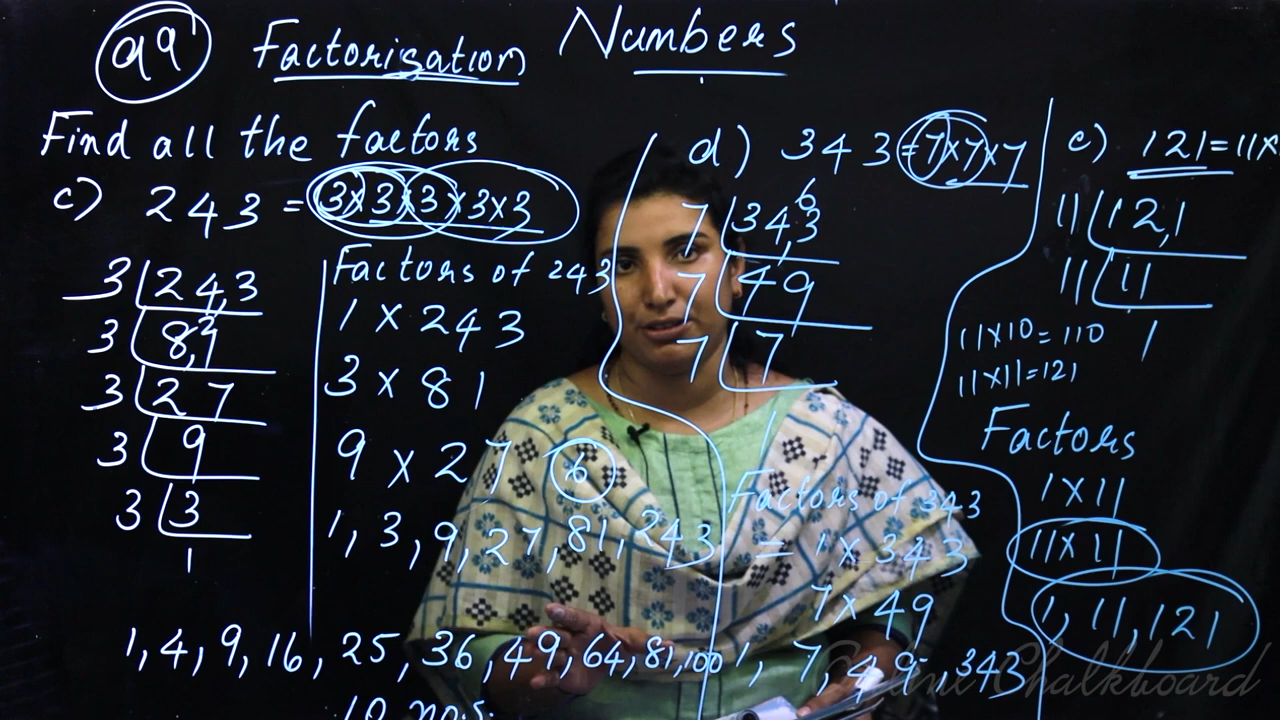 Q9 Factorisation Numbers
Find all the factors
c) 243 = 3×3×3×3×3
3 243
3 81
3 27
3 9
3 3
1
Factors of 243
1 × 243
3 × 81
9 × 27 6
1, 3, 9, 27, 81, 243
1, 4, 9, 16, 25, 36, 49, 64, 81, 100
10 nos.
d) 343 = 7×7×7
7 343 6
7 49
7 7
1
Factors of 343
= 1 × 343
7 × 49
1, 7, 49, 343
e) 121 = 11×
11 121
11 11
1
11×10 = 110
11×11 = 121
Factors
1×11
11×11
1, 11, 121
Chalkboard